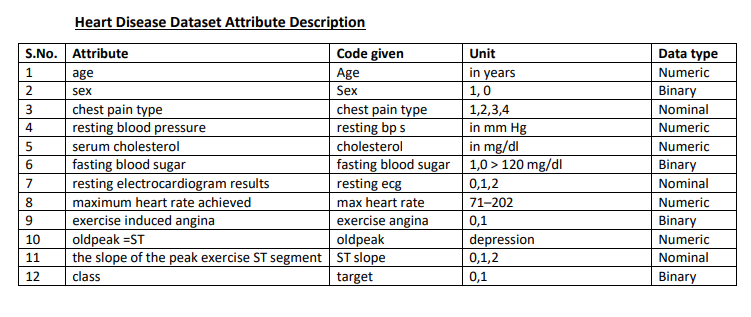 Heart Disease Dataset Attribute Description
S.No. Attribute Code given Unit Data type
1 age Age in years Numeric
2 sex Sex 1, 0 Binary
3 chest pain type chest pain type 1,2,3,4 Nominal
4 resting blood pressure resting bp s in mm Hg Numeric
5 serum cholesterol cholesterol in mg/dl Numeric
6 fasting blood sugar fasting blood sugar 1,0 > 120 mg/dl Binary
7 resting electrocardiogram results resting ecg 0,1,2 Nominal
8 maximum heart rate achieved max heart rate 71–202 Numeric
9 exercise induced angina exercise angina 0,1 Binary
10 oldpeak =ST oldpeak depression Numeric
11 the slope of the peak exercise ST segment ST slope 0,1,2 Nominal
12 class target 0,1 Binary